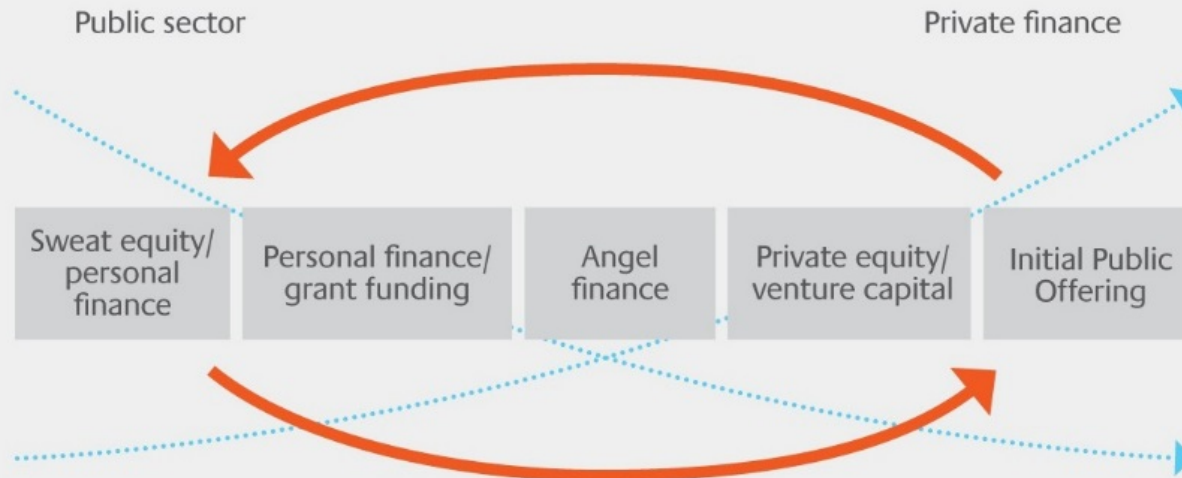 Public sector
Private finance
Sweat equity/
personal
finance
Personal finance/
grant funding
Angel
finance
Private equity/
venture capital
Initial Public
Offering